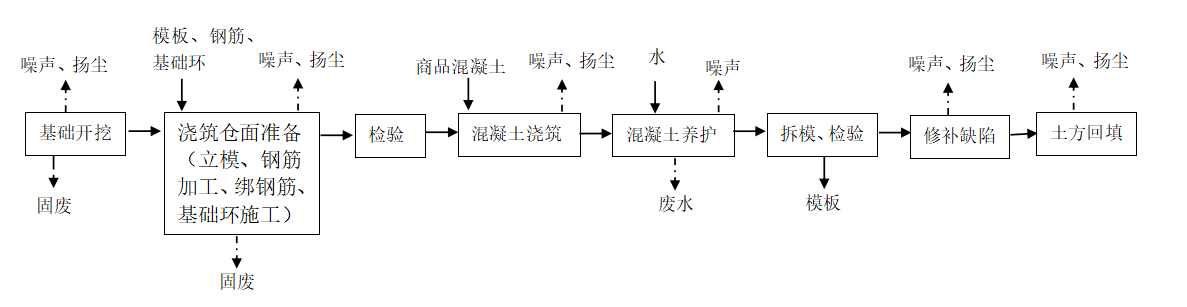 模板、钢筋、
基础环
噪声、扬尘
噪声、扬尘
商品混凝土
噪声、扬尘
水
噪声
噪声、扬尘
噪声、扬尘
基础开挖
浇筑仓面准备
（立模、钢筋
加工、绑钢筋、
基础环施工）
检验
混凝土浇筑
混凝土养护
拆模、检验
修补缺陷
土方回填
固废
固废
废水
模板